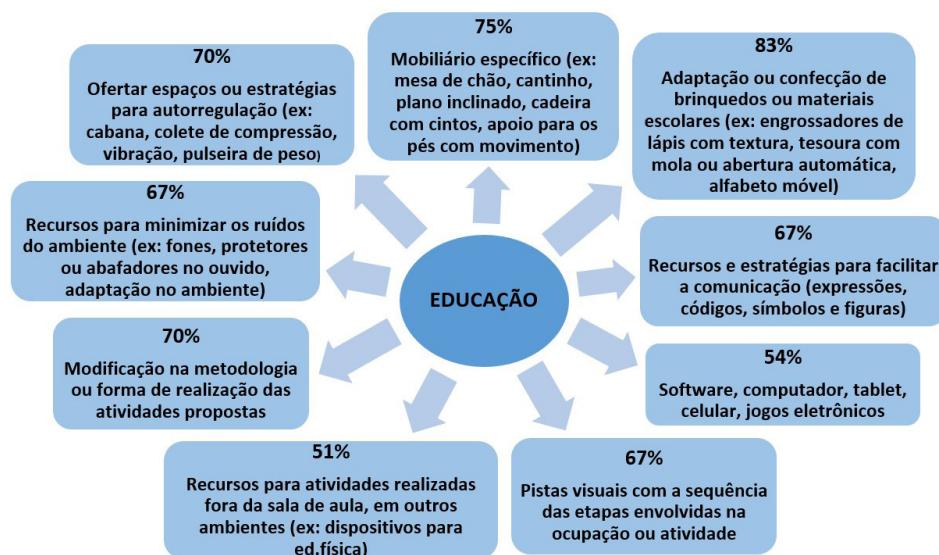 70%
Ofertar espaços ou estratégias
para autorregulação (ex:
cabana, colete de compressão,
vibração, pulseira de peso)
75%
Mobiliário específico (ex:
mesa de chão, cantinho,
plano inclinado, cadeira
com cintos, apoio para os
pés com movimento)
83%
Adaptação ou confecção de
brinquedos ou materiais
escolares (ex: engrossadores de
lápis com textura, tesoura com
mola ou abertura automática,
alfabeto móvel)
67%
Recursos para minimizar os ruídos
do ambiente (ex: fones, protetores
ou abafadores no ouvido,
adaptação no ambiente)
EDUCAÇÃO
67%
Recursos e estratégias para facilitar
a comunicação (expressões,
códigos, símbolos e figuras)
70%
Modificação na metodologia
ou forma de realização das
atividades propostas
54%
Software, computador, tablet,
celular, jogos eletrônicos
51%
Recursos para atividades realizadas
fora da sala de aula, em outros
ambientes (ex: dispositivos para
ed.física)
67%
Pistas visuais com a sequência
das etapas envolvidas na
ocupação ou atividade